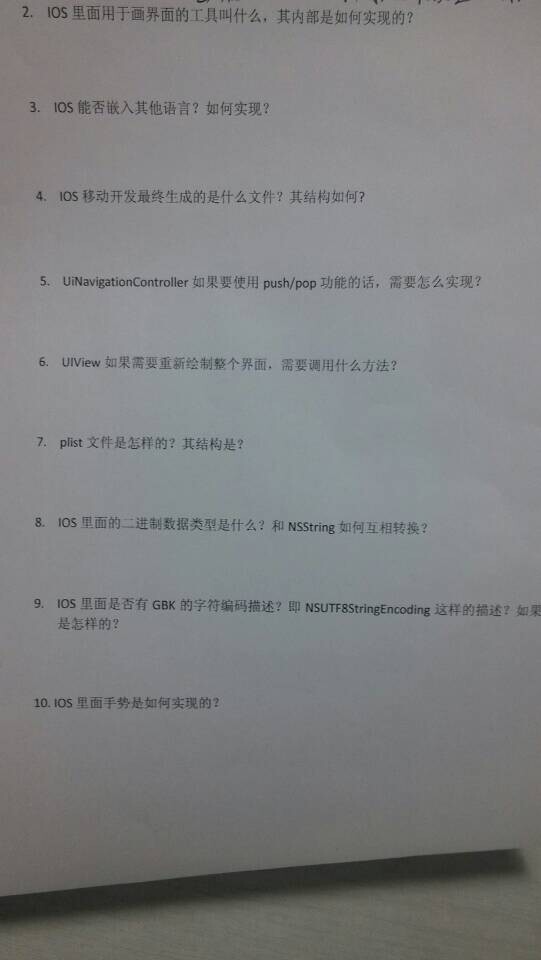 2. IOS 里面用于画界面的工具叫什么，其内部是如何实现的？
3. IOS 能否嵌入其他语言？如何实现？
4. IOS 移动开发最终生成的是什么文件？其结构如何?
5. UiNavigationController 如果要使用 push/pop 功能的话，需要怎么实现？
6. UIView 如果需要重新绘制整个界面，需要调用什么方法？
7. plist 文件是怎样的？其结构是？
8. IOS 里面的二进制数据类型是什么？和 NSString 如何互相转换？
9. IOS 里面是否有 GBK 的字符编码描述？即 NSUTF8StringEncoding 这样的描述？如果
是怎样的？
10. IOS 里面手势是如何实现的？